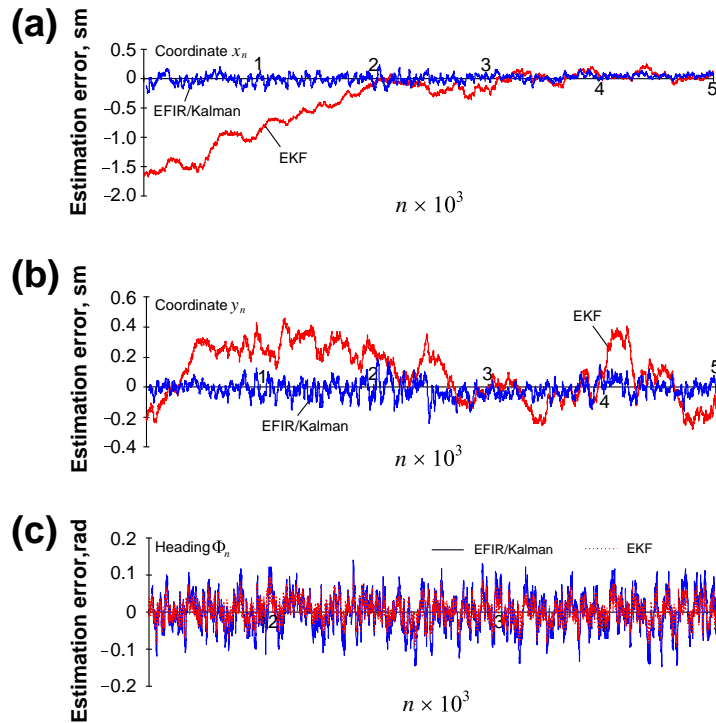 (a)
Estimation error, sm
Coordinate xn
0.5
0
−0.5
−1.0
−1.5
−2.0
1
2
3
4
5
EFIR/Kalman
EKF
n × 10³
(b)
Estimation error, sm
Coordinate yn
0.6
0.4
0.2
0
−0.2
−0.4
1
2
3
4
5
EKF
EFIR/Kalman
n × 10³
(c)
Estimation error,rad
Heading Φn
EFIR/Kalman
EKF
0.2
0.1
0
−0.1
−0.2
2
3
n × 10³